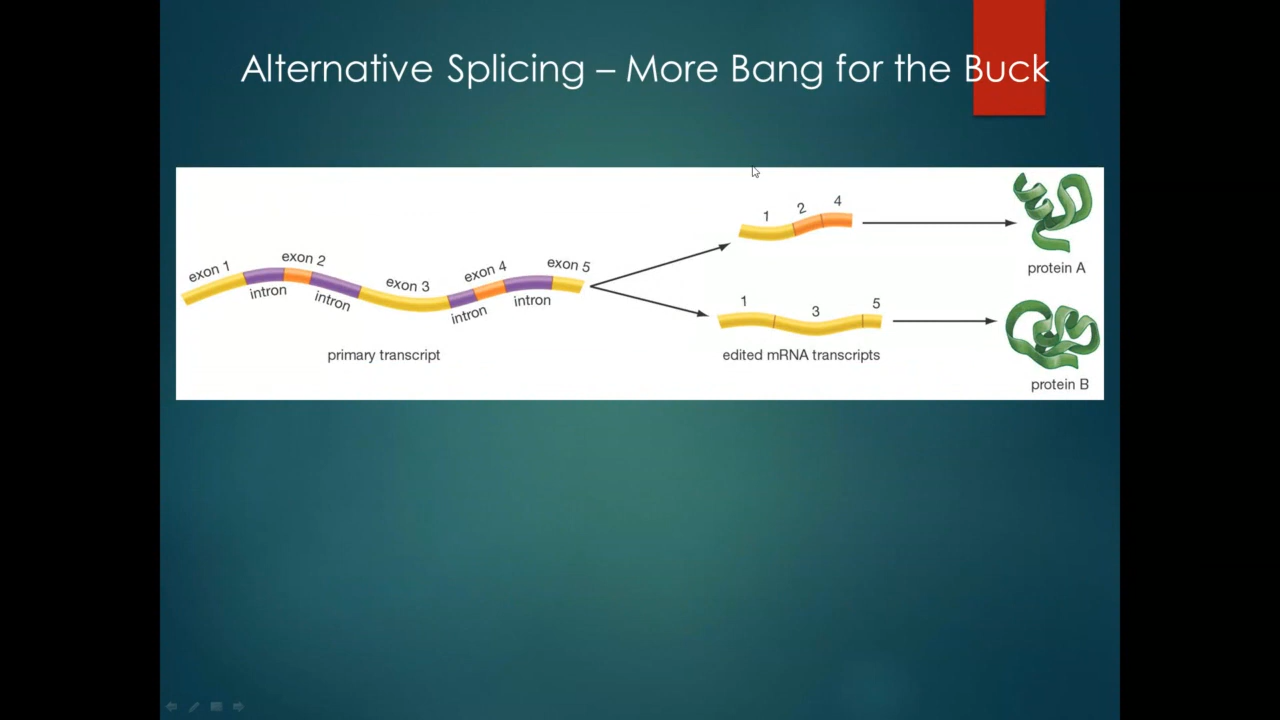 Alternative Splicing – More Bang for the Buck
exon 1
exon 2
exon 3
exon 4
exon 5
intron
intron
intron
intron
primary transcript
1 2 4
protein A
1 3 5
edited mRNA transcripts
protein B